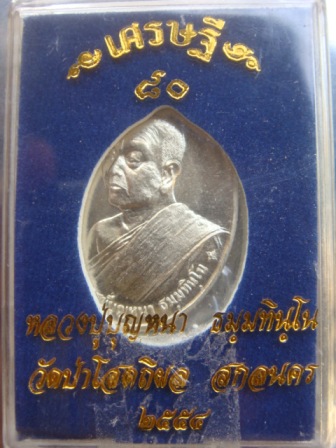 เศรษฐี
๘๐
หลวงปู่บุญหนา ธมฺมทินฺโน
วัดป่าโสตถิผล สกลนคร
๒๕๕๔